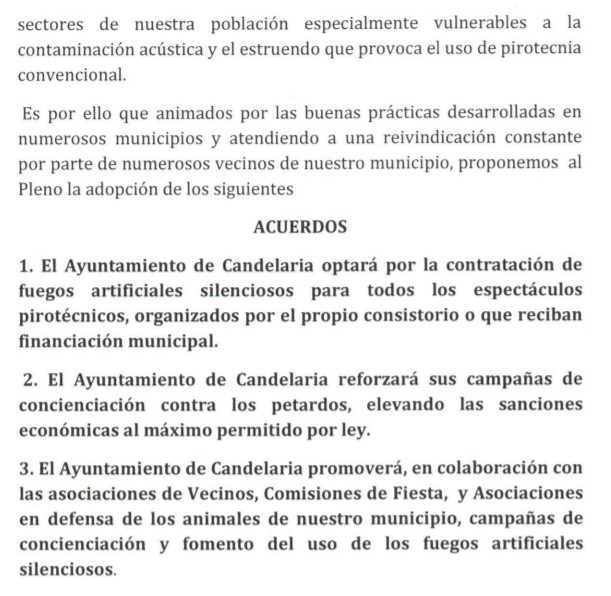 sectores de nuestra población especialmente vulnerables a la
contaminación acústica y el estruendo que provoca el uso de pirotecnia
convencional.
Es por ello que animados por las buenas prácticas desarrolladas en
numerosos municipios y atendiendo a una reivindicación constante
por parte de numerosos vecinos de nuestro municipio, proponemos al
Pleno la adopción de los siguientes
ACUERDOS
1. El Ayuntamiento de Candelaria optará por la contratación de
fuegos artificiales silenciosos para todos los espectáculos
pirotécnicos, organizados por el propio consistorio o que reciban
financiación municipal.
2. El Ayuntamiento de Candelaria reforzará sus campañas de
concienciación contra los petardos, elevando las sanciones
económicas al máximo permitido por ley.
3. El Ayuntamiento de Candelaria promoverá, en colaboración con
las asociaciones de Vecinos, Comisiones de Fiesta, y Asociaciones
en defensa de los animales de nuestro municipio, campañas de
concienciación y fomento del uso de los fuegos artificiales
silenciosos.